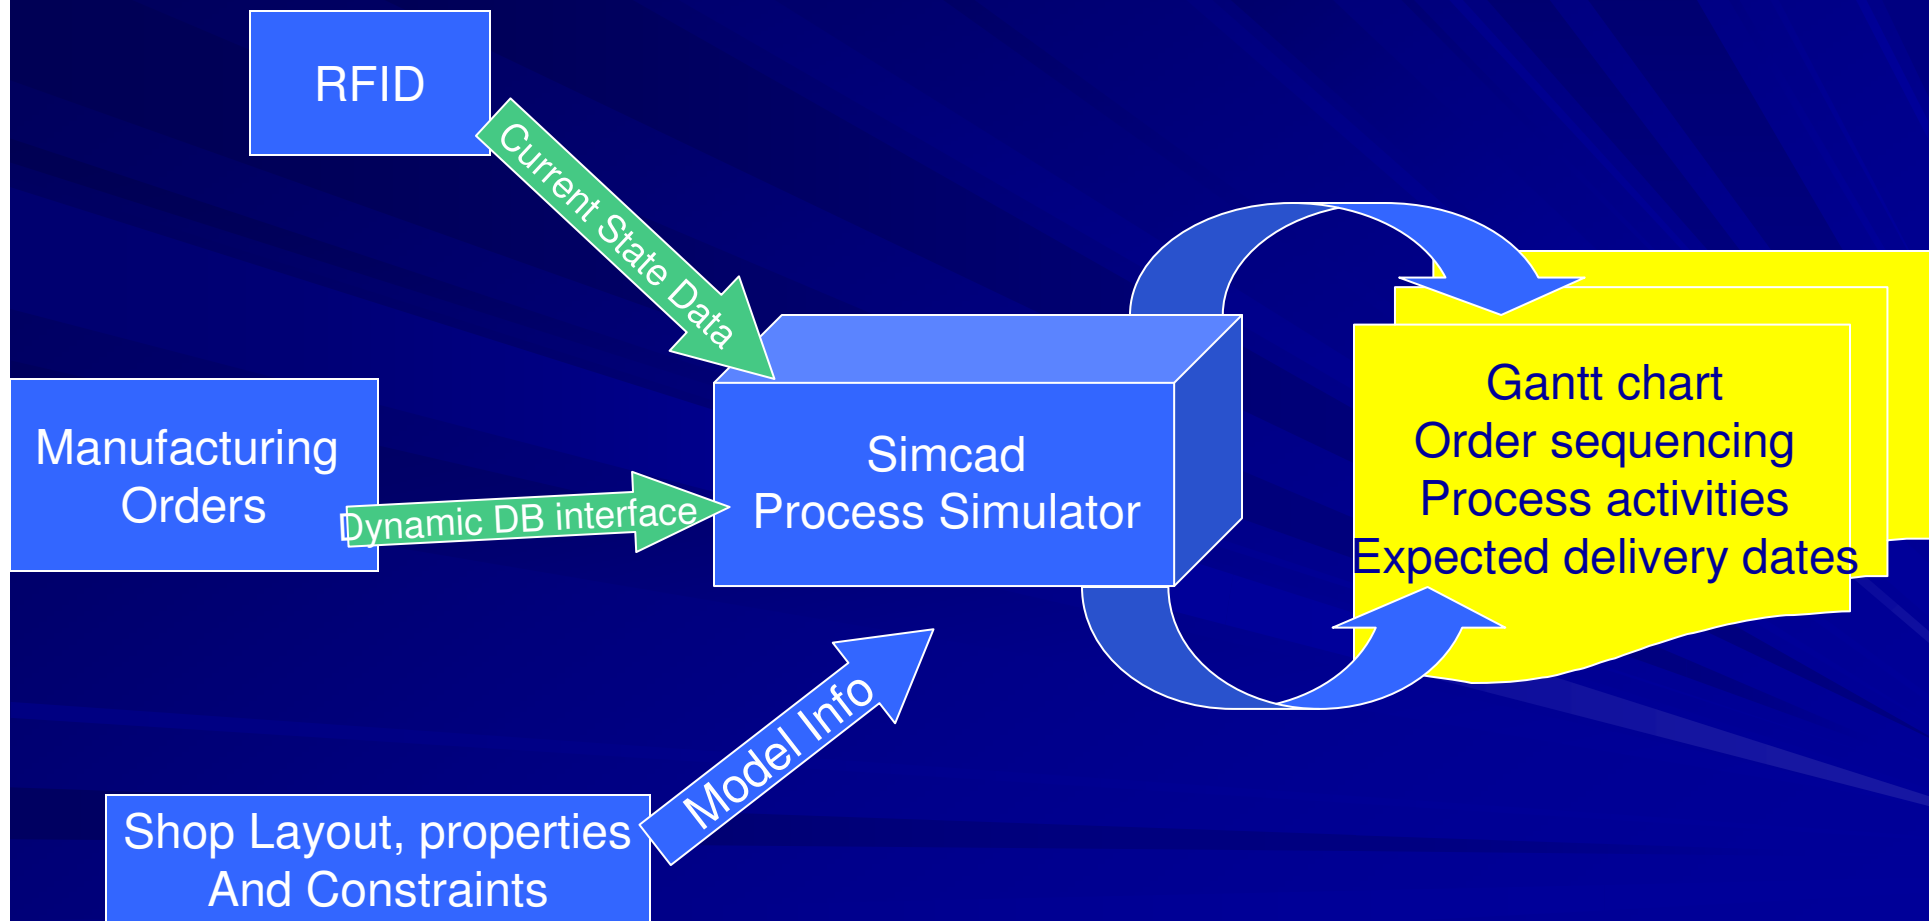 RFID
Current State Data
Manufacturing
Orders
Dynamic DB interface
Simcad
Process Simulator
Gantt chart
Order sequencing
Process activities
Expected delivery dates
Model Info
Shop Layout, properties
And Constraints